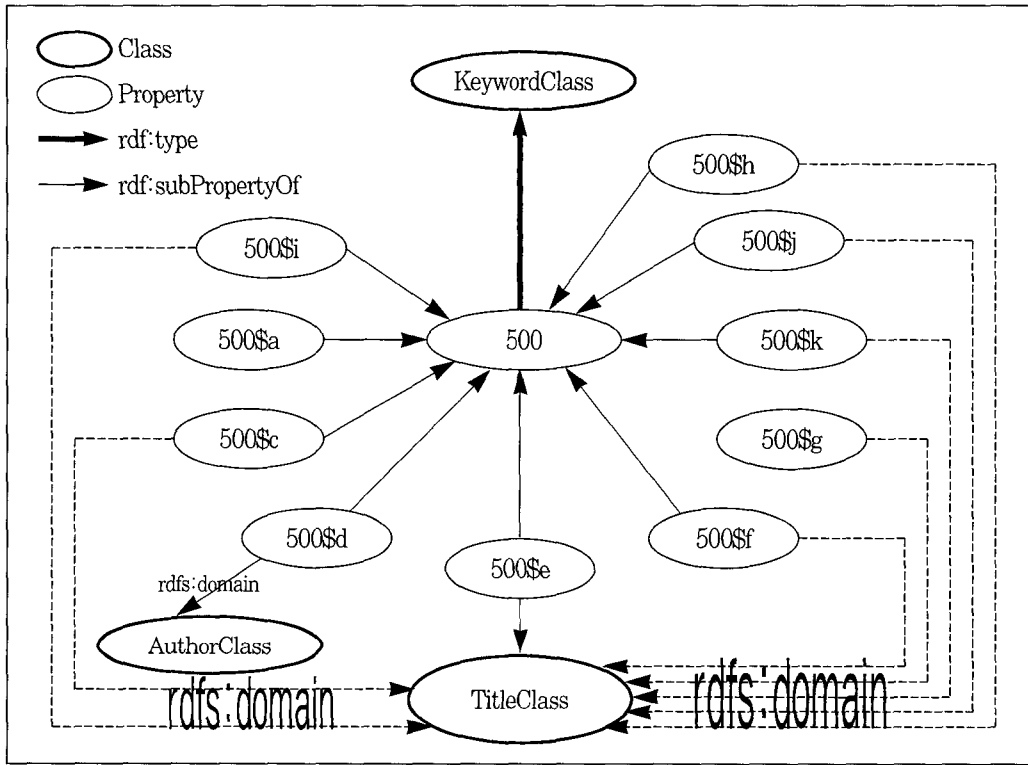 Class
Property
rdf:type
rdf:subPropertyOf
KeywordClass
500$h
500$i
500$j
500$a
500
500$k
500$c
500$g
500$d
500$e
500$f
rdfs:domain
AuthorClass
TitleClass
rdfs:domain
rdfs:domain